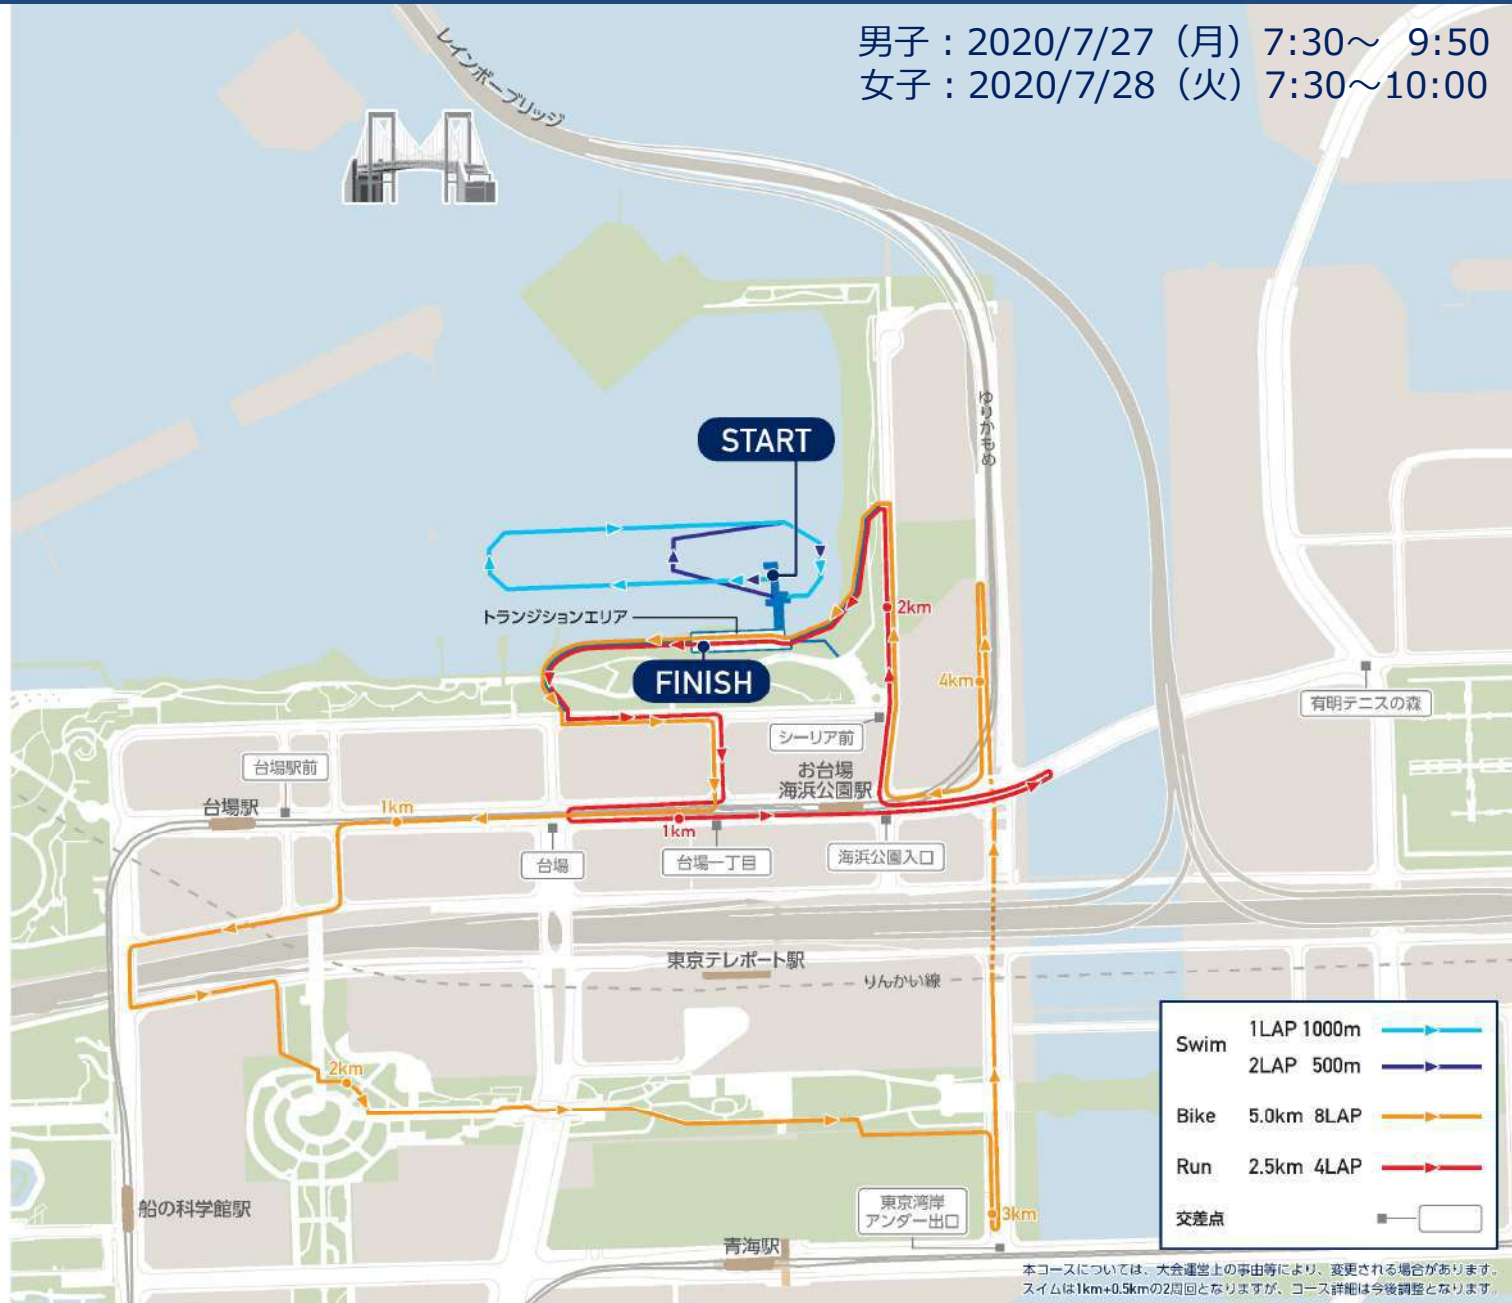 男子：2020/7/27（月）7:30～ 9:50
女子：2020/7/28（火）7:30～10:00
レインボーブリッジ
ゆりかもめ
START
トランジションエリア
2km
FINISH
4km
有明テニスの森
シーリア前
台場駅前
お台場
海浜公園駅
台場駅
1km
1km
台場
台場一丁目
海浜公園入口
東京テレポート駅
りんかい線
2km
Swim
1LAP 1000m
2LAP 500m
Bike 5.0km 8LAP
Run 2.5km 4LAP
交差点
船の科学館駅
東京湾岸
アンダー出口
3km
青海駅
本コースについては、大会運営上の事由等により、変更される場合があります。
スイムは1km+0.5kmの2周回となりますが、コース詳細は今後調整となります。